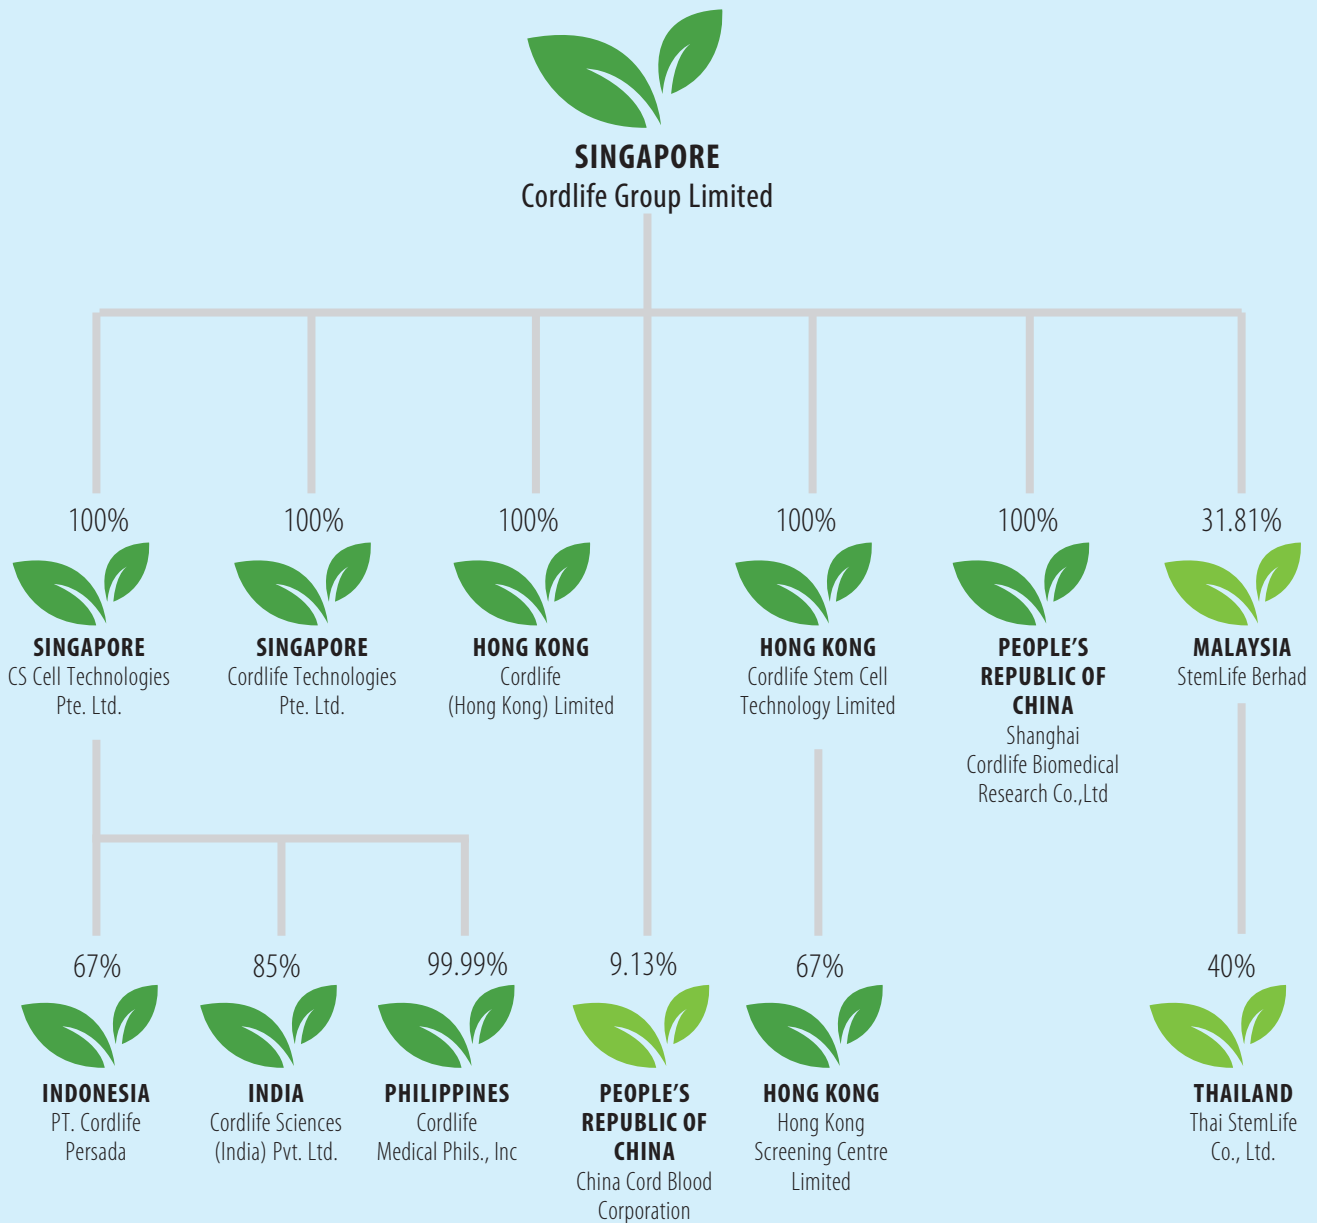 SINGAPORE
Cordlife Group Limited
100%
SINGAPORE
CS Cell Technologies
Pte. Ltd.
100%
SINGAPORE
Cordlife Technologies
Pte. Ltd.
100%
HONG KONG
Cordlife
(Hong Kong) Limited
100%
HONG KONG
Cordlife Stem Cell
Technology Limited
100%
PEOPLE'S
REPUBLIC OF
CHINA
Shanghai
Cordlife Biomedical
Research Co.,Ltd
31.81%
MALAYSIA
StemLife Berhad
67%
INDONESIA
PT. Cordlife
Persada
85%
INDIA
Cordlife Sciences
(India) Pvt. Ltd.
99.99%
PHILIPPINES
Cordlife
Medical Phils., Inc
9.13%
PEOPLE'S
REPUBLIC OF
CHINA
China Cord Blood
Corporation
67%
HONG KONG
Hong Kong
Screening Centre
Limited
40%
THAILAND
Thai StemLife
Co., Ltd.